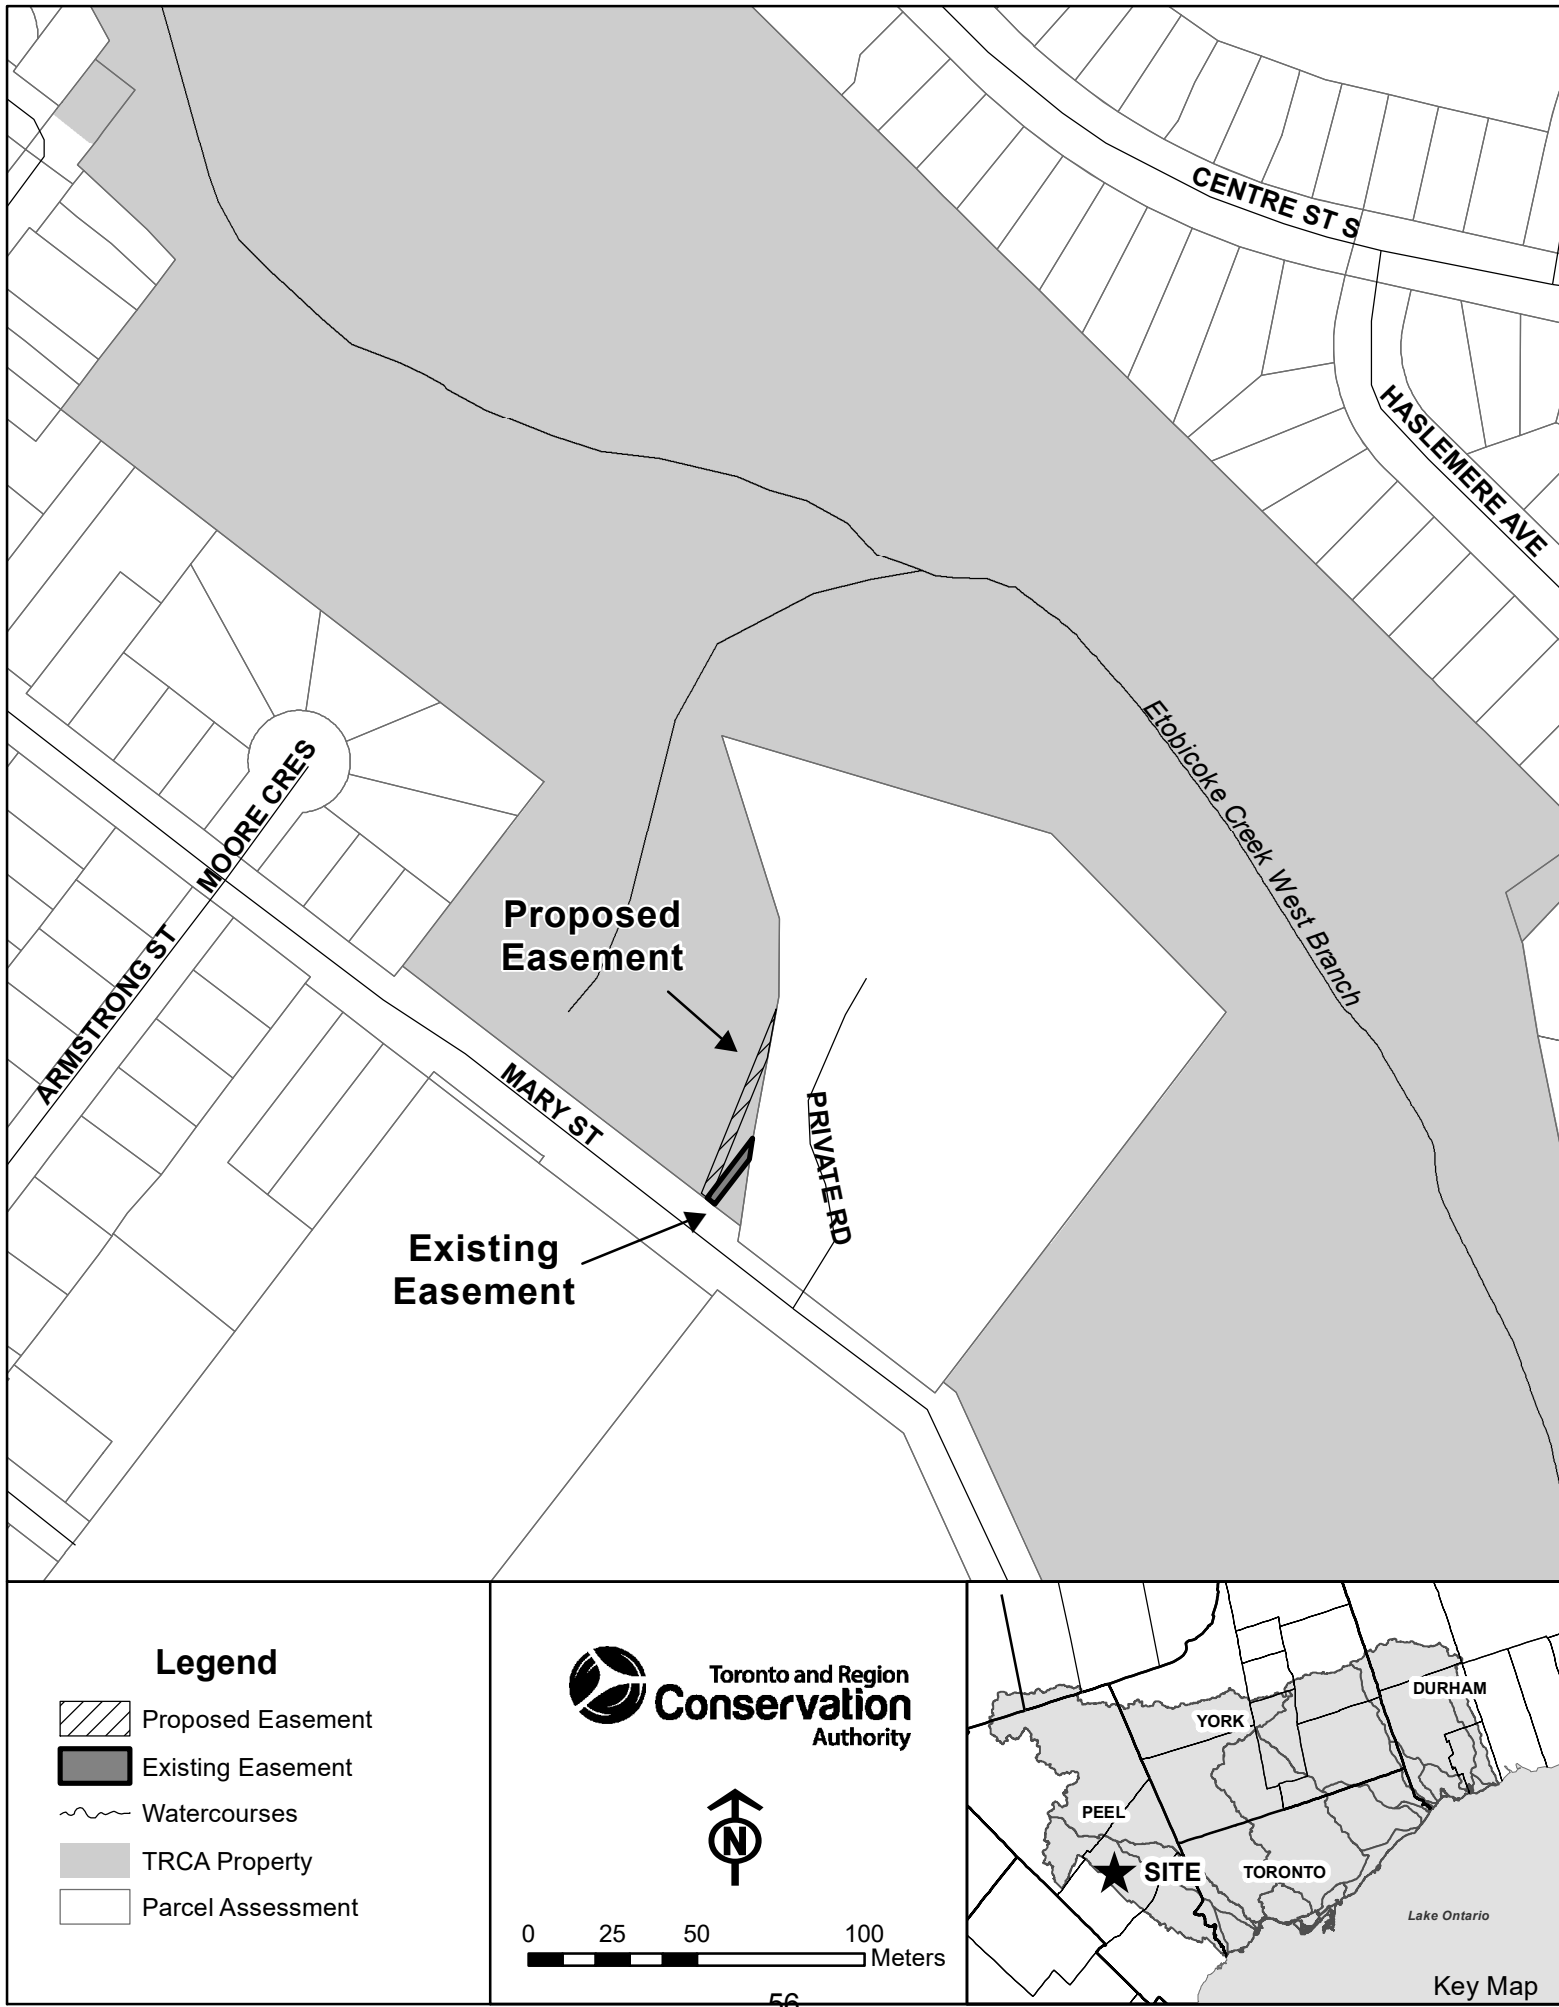 CENTRE ST S
HASLEMERE AVE
Etobicoke Creek West Branch
MOORE CRES
ARMSTRONG ST
Proposed
Easement
MARY ST
PRIVATE RD
Existing
Easement
Legend
Proposed Easement
Existing Easement
Watercourses
TRCA Property
Parcel Assessment
Toronto and Region
Conservation
Authority
N
0 25 50 100
Meters
DURHAM
YORK
PEEL
SITE
TORONTO
Lake Ontario
Key Map
56